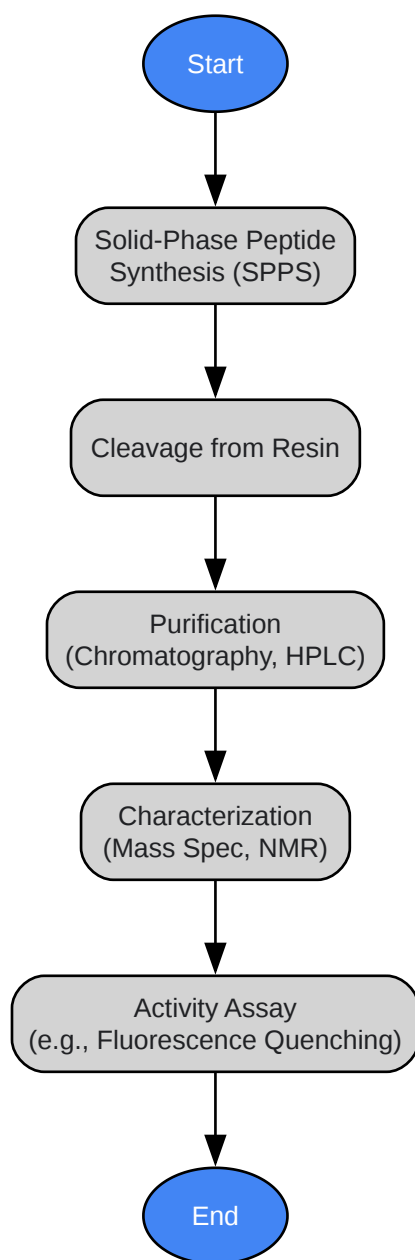 Start
Solid-Phase Peptide
Synthesis (SPPS)
Cleavage from Resin
Purification
(Chromatography, HPLC)
Characterization
(Mass Spec, NMR)
Activity Assay
(e.g., Fluorescence Quenching)
End